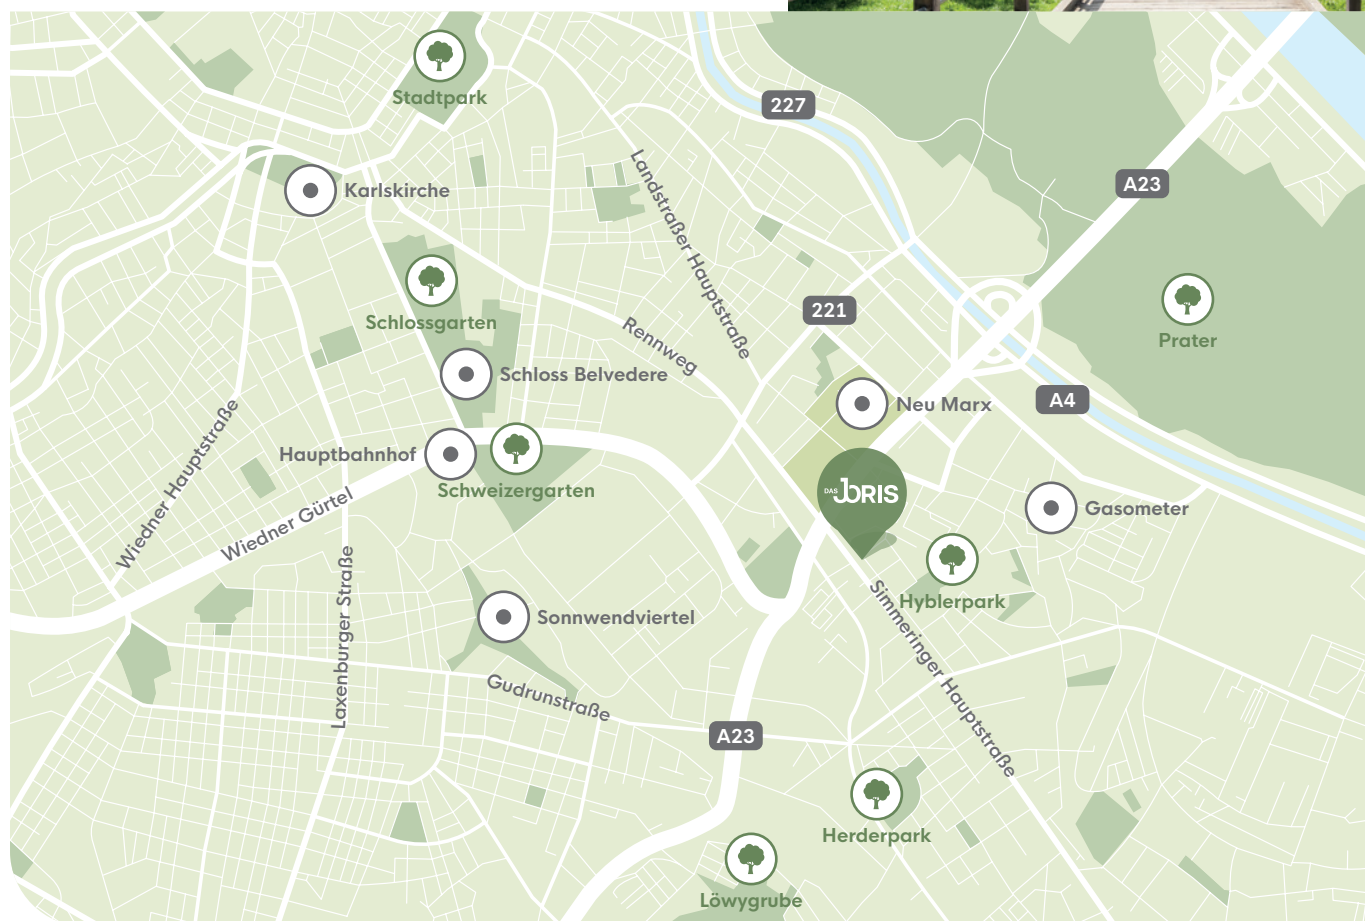 Stadtpark
227
Karlskirche
Landstraßer Hauptstraße
A23
Schlossgarten
221
Prater
Rennweg
Schloss Belvedere
Neu Marx
A4
Wiedner Hauptstraße
Hauptbahnhof
Schweizergarten
DAS JORIS
Wiedner Gürtel
Gasometer
Laxenburger Straße
Hyblerpark
Sonnwendviertel
Simmeringer Hauptstraße
Gudrunstraße
A23
Herderpark
Löwygrube